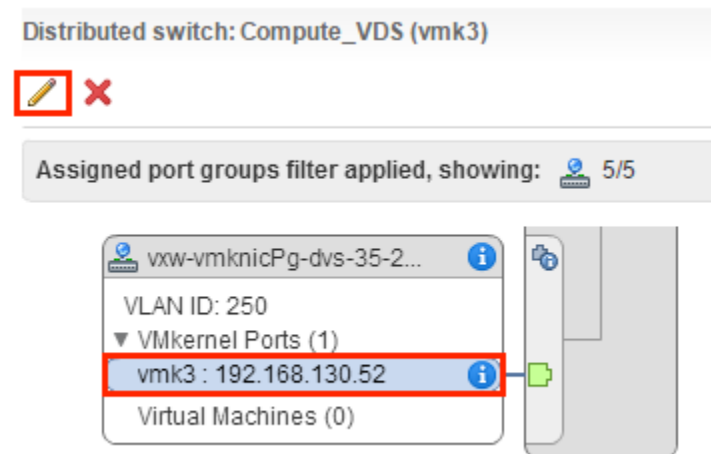 Distributed switch: Compute_VDS (vmk3)
Assigned port groups filter applied, showing: 5/5
vxw-vmknicPg-dvs-35-2...
VLAN ID: 250
VMkernel Ports (1)
vmk3 : 192.168.130.52
Virtual Machines (0)